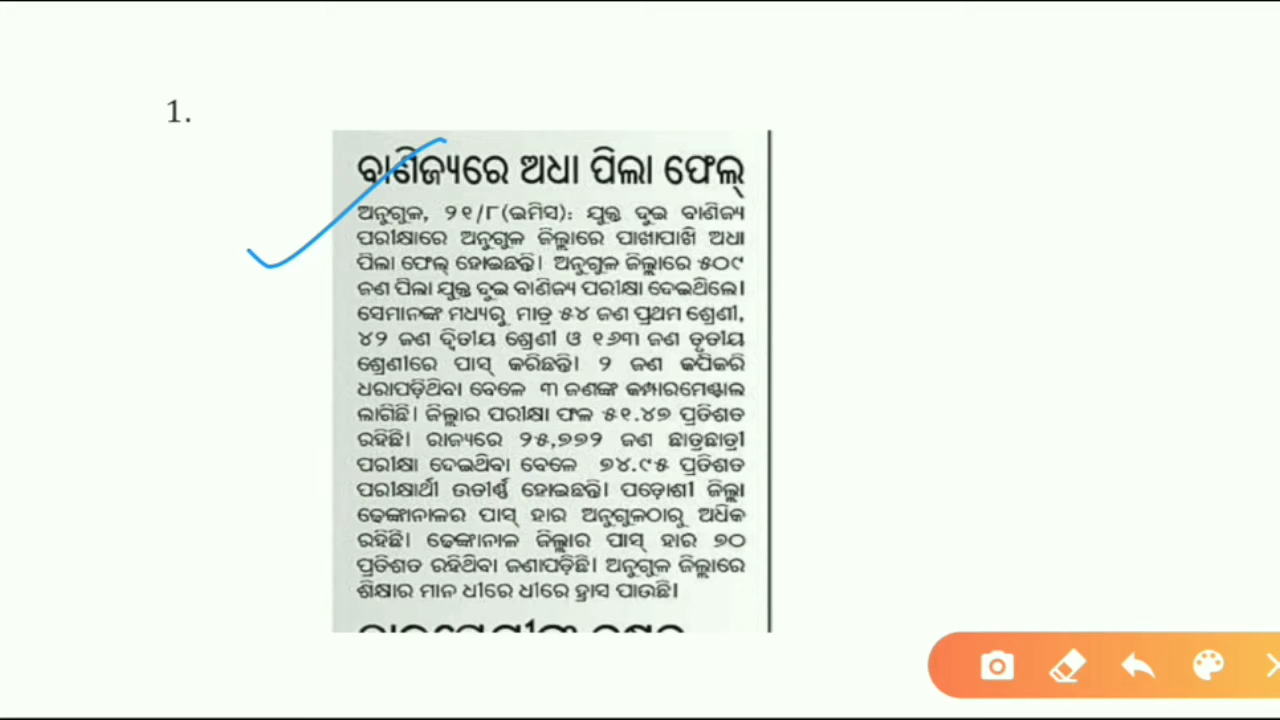 1.
ବାଣିଜ୍ୟରେ ଅଧା ପିଲା ଫେଲ୍
ଅନୁଗୁଳ, ୨୧/୮(ଇମିସ): ଯୁକ୍ତ ଦୁଇ ବାଣିଜ୍ୟ
ପରୀକ୍ଷାରେ ଅନୁଗୁଳ ଜିଲ୍ଲାରେ ପାଖାପାଖି ଅଧା
ପିଲା ଫେଲ୍ ହୋଇଛନ୍ତି। ଅନୁଗୁଳ ଜିଲ୍ଲାରେ ୫୦୯
ଜଣ ପିଲା ଯୁକ୍ତ ଦୁଇ ବାଣିଜ୍ୟ ପରୀକ୍ଷା ଦେଇଥିଲେ।
ସେମାନଙ୍କ ମଧ୍ୟରୁ ମାତ୍ର ୫୪ ଜଣ ପ୍ରଥମ ଶ୍ରେଣୀ,
୪୨ ଜଣ ଦ୍ୱିତୀୟ ଶ୍ରେଣୀ ଓ ୧୬୩ ଜଣ ତୃତୀୟ
ଶ୍ରେଣୀରେ ପାସ୍ କରିଛନ୍ତି। ୨ ଜଣ କପିକରି
ଧରାପଡ଼ିଥିବା ବେଳେ ୩ ଜଣଙ୍କ କମ୍ପାରମେଣ୍ଟାଲ
ଲାଗିଛି। ଜିଲ୍ଲାର ପରୀକ୍ଷା ଫଳ ୫୧.୪୭ ପ୍ରତିଶତ
ରହିଛି। ରାଜ୍ୟରେ ୨୫,୭୭୨ ଜଣ ଛାତ୍ରଛାତ୍ରୀ
ପରୀକ୍ଷା ଦେଇଥିବା ବେଳେ ୭୪.୯୫ ପ୍ରତିଶତ
ପରୀକ୍ଷାର୍ଥୀ ଉତୀର୍ଣ୍ଣ ହୋଇଛନ୍ତି। ପଡ଼ୋଶୀ ଜିଲ୍ଲା
ଢେଙ୍କାନାଳର ପାସ୍ ହାର ଅନୁଗୁଳଠାରୁ ଅଧିକ
ରହିଛି। ଢେଙ୍କାନାଳ ଜିଲ୍ଲାର ପାସ୍ ହାର ୭୦
ପ୍ରତିଶତ ରହିଥିବା ଜଣାପଡ଼ିଛି। ଅନୁଗୁଳ ଜିଲ୍ଲାରେ
ଶିକ୍ଷାର ମାନ ଧୀରେ ଧୀରେ ହ୍ରାସ ପାଉଛି।